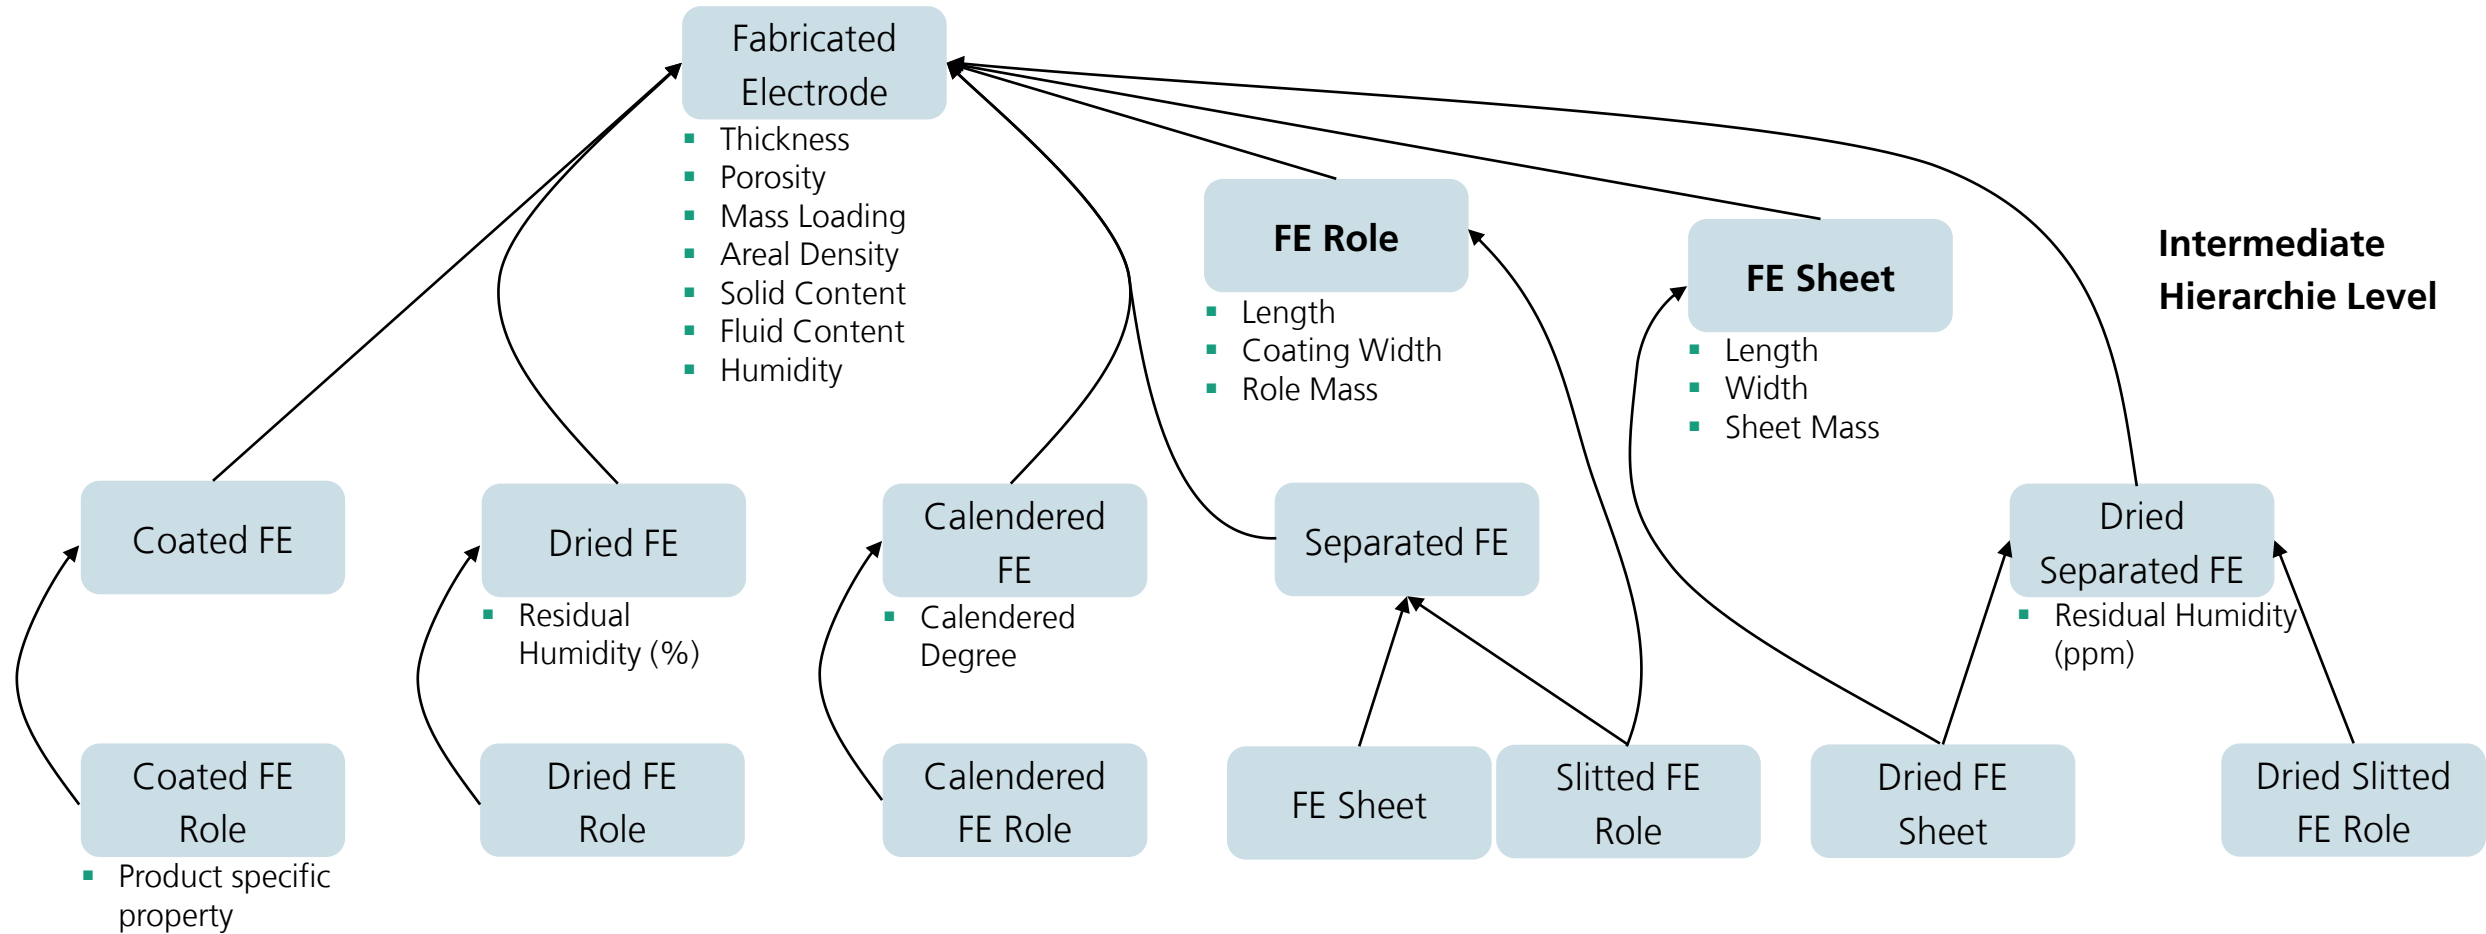 Fabricated
Electrode
Thickness
Porosity
Mass Loading
Areal Density
Solid Content
Fluid Content
Humidity
FE Role
Length
Coating Width
Role Mass
FE Sheet
Length
Width
Sheet Mass
Intermediate
Hierarchie Level
Coated FE
Dried FE
Residual
Humidity (%)
Calendered
FE
Calendered
Degree
Separated FE
Dried
Separated FE
Residual Humidity
(ppm)
Coated FE
Role
Product specific
property
Dried FE
Role
Calendered
FE Role
FE Sheet
Slitted FE
Role
Dried FE
Sheet
Dried Slitted
FE Role